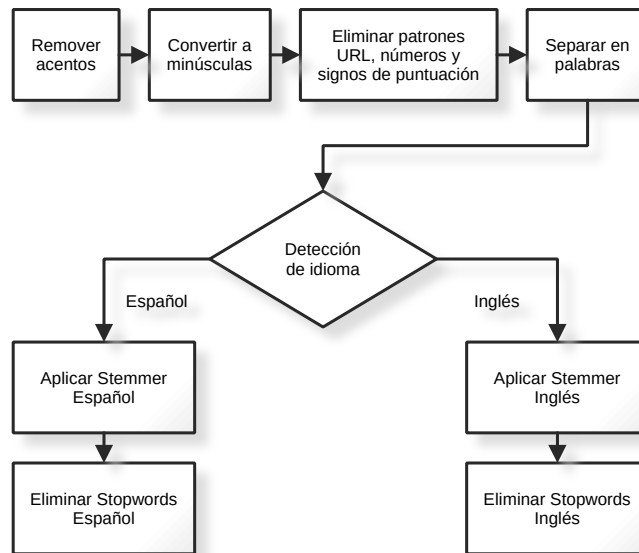 Remover
acentos
Convertir a
minúsculas
Eliminar patrones
URL, números y
signos de puntuación
Separar en
palabras
Detección
de idioma
Español
Inglés
Aplicar Stemmer
Español
Aplicar Stemmer
Inglés
Eliminar Stopwords
Español
Eliminar Stopwords
Inglés